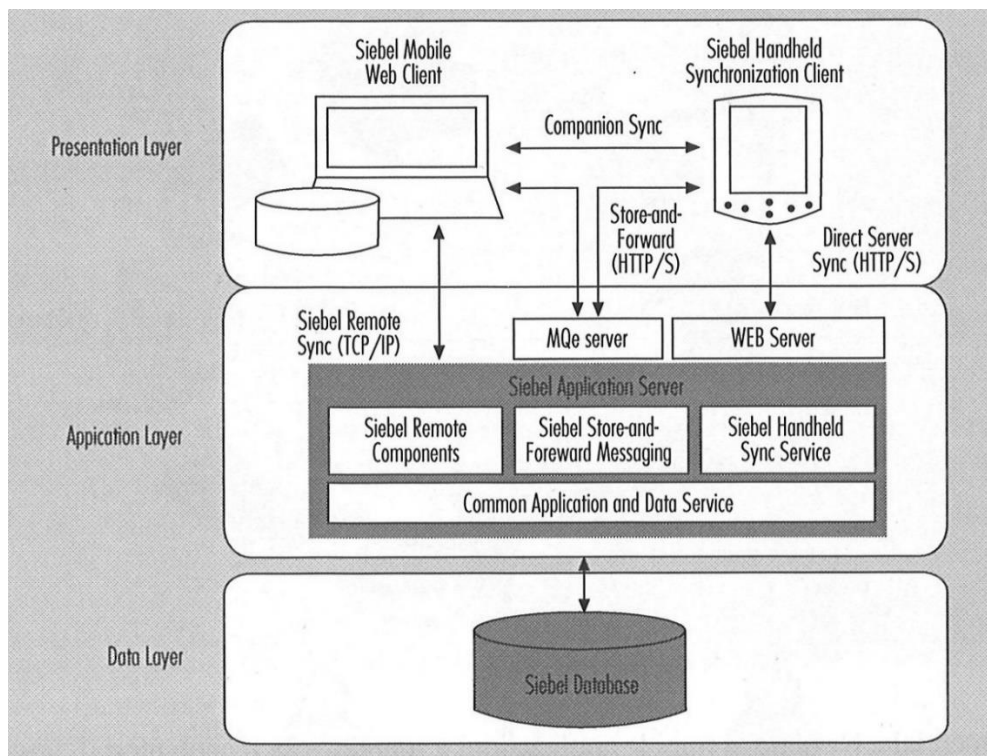 Siebel Mobile
Web Client
Siebel Handheld
Synchronization Client
Presentation Layer
Companion Sync
Store-and-
Forward
(HTTP/S)
Direct Server
Sync (HTTP/S)
Siebel Remote
Sync (TCP/IP)
MQe server
WEB Server
Siebel Application Server
Appication Layer
Siebel Remote
Components
Siebel Store-and-
Foreward Messaging
Siebel Handheld
Sync Service
Common Application and Data Service
Data Layer
Siebel Database